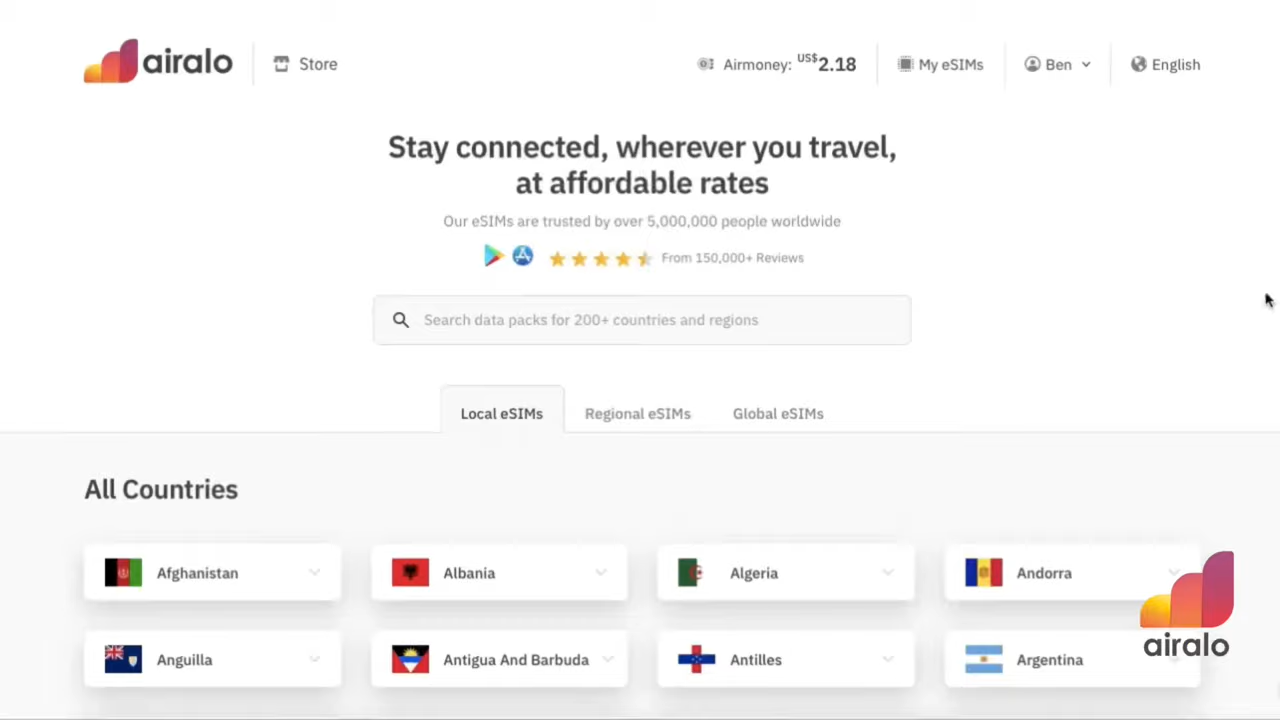 airalo
Store
Airmoney: US$2.18
My eSIMs
Ben
English
Stay connected, wherever you travel,
at affordable rates
Our eSIMs are trusted by over 5,000,000 people worldwide
From 150,000+ Reviews
Search data packs for 200+ countries and regions
Local eSIMs
Regional eSIMs
Global eSIMs
All Countries
Afghanistan
Albania
Algeria
Andorra
Anguilla
Antigua And Barbuda
Antilles
Argentina
airalo